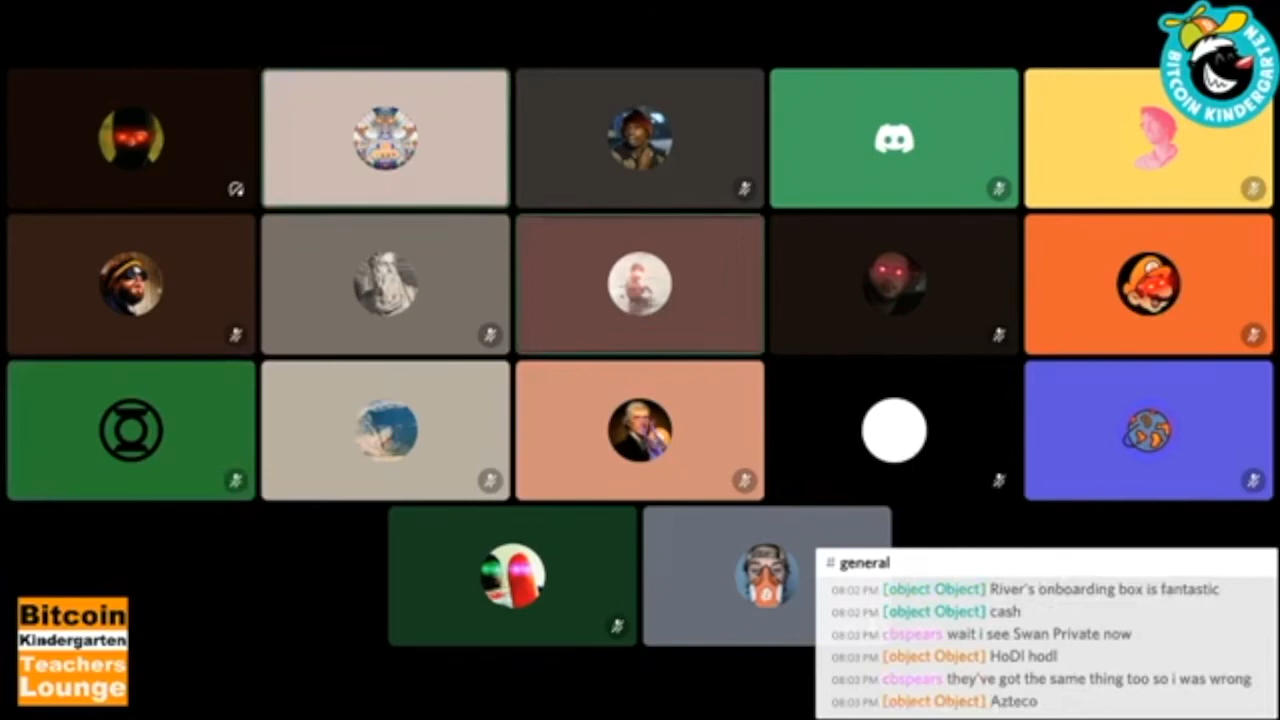 BITCOIN KINDERGARTEN
# general
08:02 PM [object Object] River's onboarding box is fantastic
08:02 PM [object Object] cash
08:03 PM cbspears wait i see Swan Private now
08:03 PM [object Object] HoDl hodl
08:03 PM cbspears they've got the same thing too so i was wrong
08:03 PM [object Object] Azteco
Bitcoin
Kindergarten
Teachers
Lounge